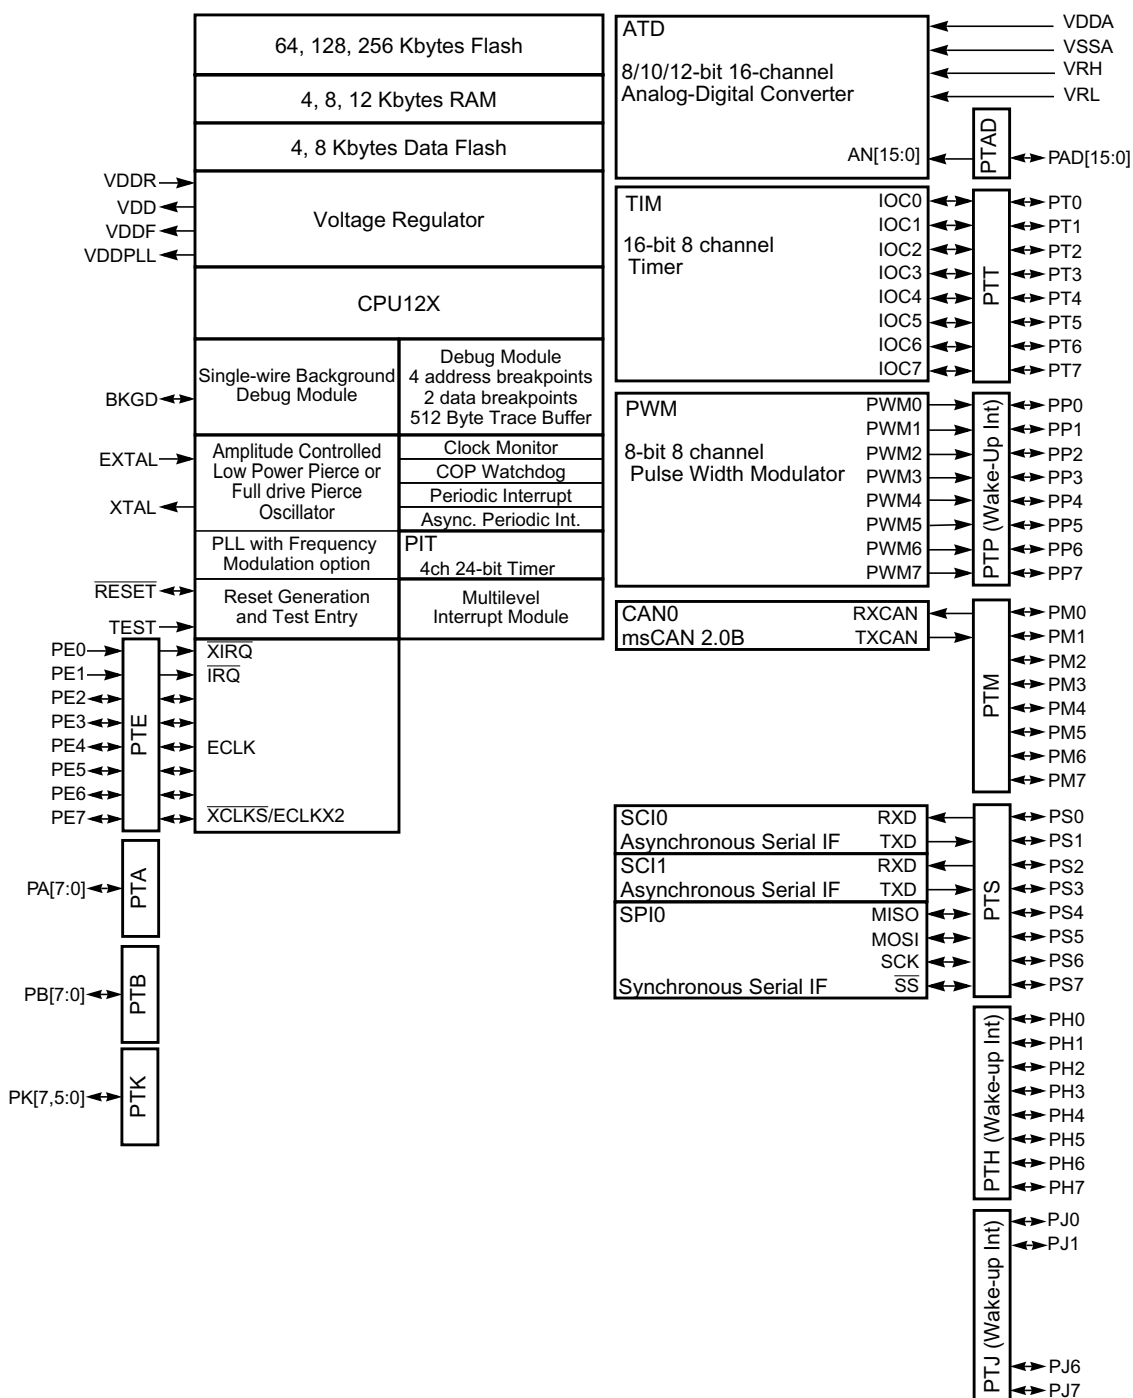 64, 128, 256 Kbytes Flash
4, 8, 12 Kbytes RAM
4, 8 Kbytes Data Flash
VDDR
VDD
VDDF
VDDPLL
Voltage Regulator
CPU12X
BKGD
Single-wire Background
Debug Module
Debug Module
4 address breakpoints
2 data breakpoints
512 Byte Trace Buffer
EXTAL
XTAL
Amplitude Controlled
Low Power Pierce or
Full drive Pierce
Oscillator
Clock Monitor
COP Watchdog
Periodic Interrupt
Async. Periodic Int.
PLL with Frequency
Modulation option
PIT
4ch 24-bit Timer
RESET
TEST
Reset Generation
and Test Entry
Multilevel
Interrupt Module
PE0
PE1
PE2
PE3
PE4
PE5
PE6
PE7
PTE
XIRQ
IRQ
ECLK
XCLKS/ECLKX2
PA[7:0]
PTA
PB[7:0]
PTB
PK[7,5:0]
PTK
ATD
8/10/12-bit 16-channel
Analog-Digital Converter
AN[15:0]
VDDA
VSSA
VRH
VRL
PTAD
PAD[15:0]
TIM
16-bit 8 channel
Timer
IOC0
IOC1
IOC2
IOC3
IOC4
IOC5
IOC6
IOC7
PTT
PT0
PT1
PT2
PT3
PT4
PT5
PT6
PT7
PWM
8-bit 8 channel
Pulse Width Modulator
PWM0
PWM1
PWM2
PWM3
PWM4
PWM5
PWM6
PWM7
PTP (Wake-Up Int)
PP0
PP1
PP2
PP3
PP4
PP5
PP6
PP7
CAN0
msCAN 2.0B
RXCAN
TXCAN
PTM
PM0
PM1
PM2
PM3
PM4
PM5
PM6
PM7
SCI0
Asynchronous Serial IF
RXD
TXD
SCI1
Asynchronous Serial IF
RXD
TXD
SPI0
Synchronous Serial IF
MISO
MOSI
SCK
SS
PTS
PS0
PS1
PS2
PS3
PS4
PS5
PS6
PS7
PTH (Wake-up Int)
PH0
PH1
PH2
PH3
PH4
PH5
PH6
PH7
PTJ (Wake-up Int)
PJ0
PJ1
PJ6
PJ7